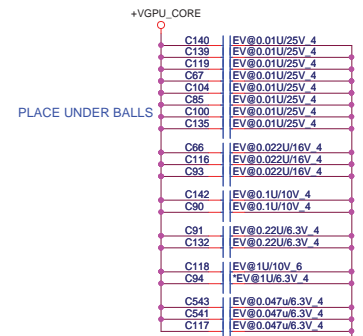 +VGPU_CORE
C140 EV@0.01U/25V_4
C139 EV@0.01U/25V_4
C119 EV@0.01U/25V_4
C67 EV@0.01U/25V_4
C104 EV@0.01U/25V_4
C85 EV@0.01U/25V_4
PLACE UNDER BALLS C100 EV@0.01U/25V_4
C135 EV@0.01U/25V_4
C66 EV@0.022U/16V_4
C116 EV@0.022U/16V_4
C93 EV@0.022U/16V_4
C142 EV@0.1U/10V_4
C90 EV@0.1U/10V_4
C91 EV@0.22U/6.3V_4
C132 EV@0.22U/6.3V_4
C118 EV@1U/10V_6
C94 *EV@1U/6.3V_4
C543 EV@0.047u/6.3V_4
C541 EV@0.047u/6.3V_4
C117 EV@0.047u/6.3V_4